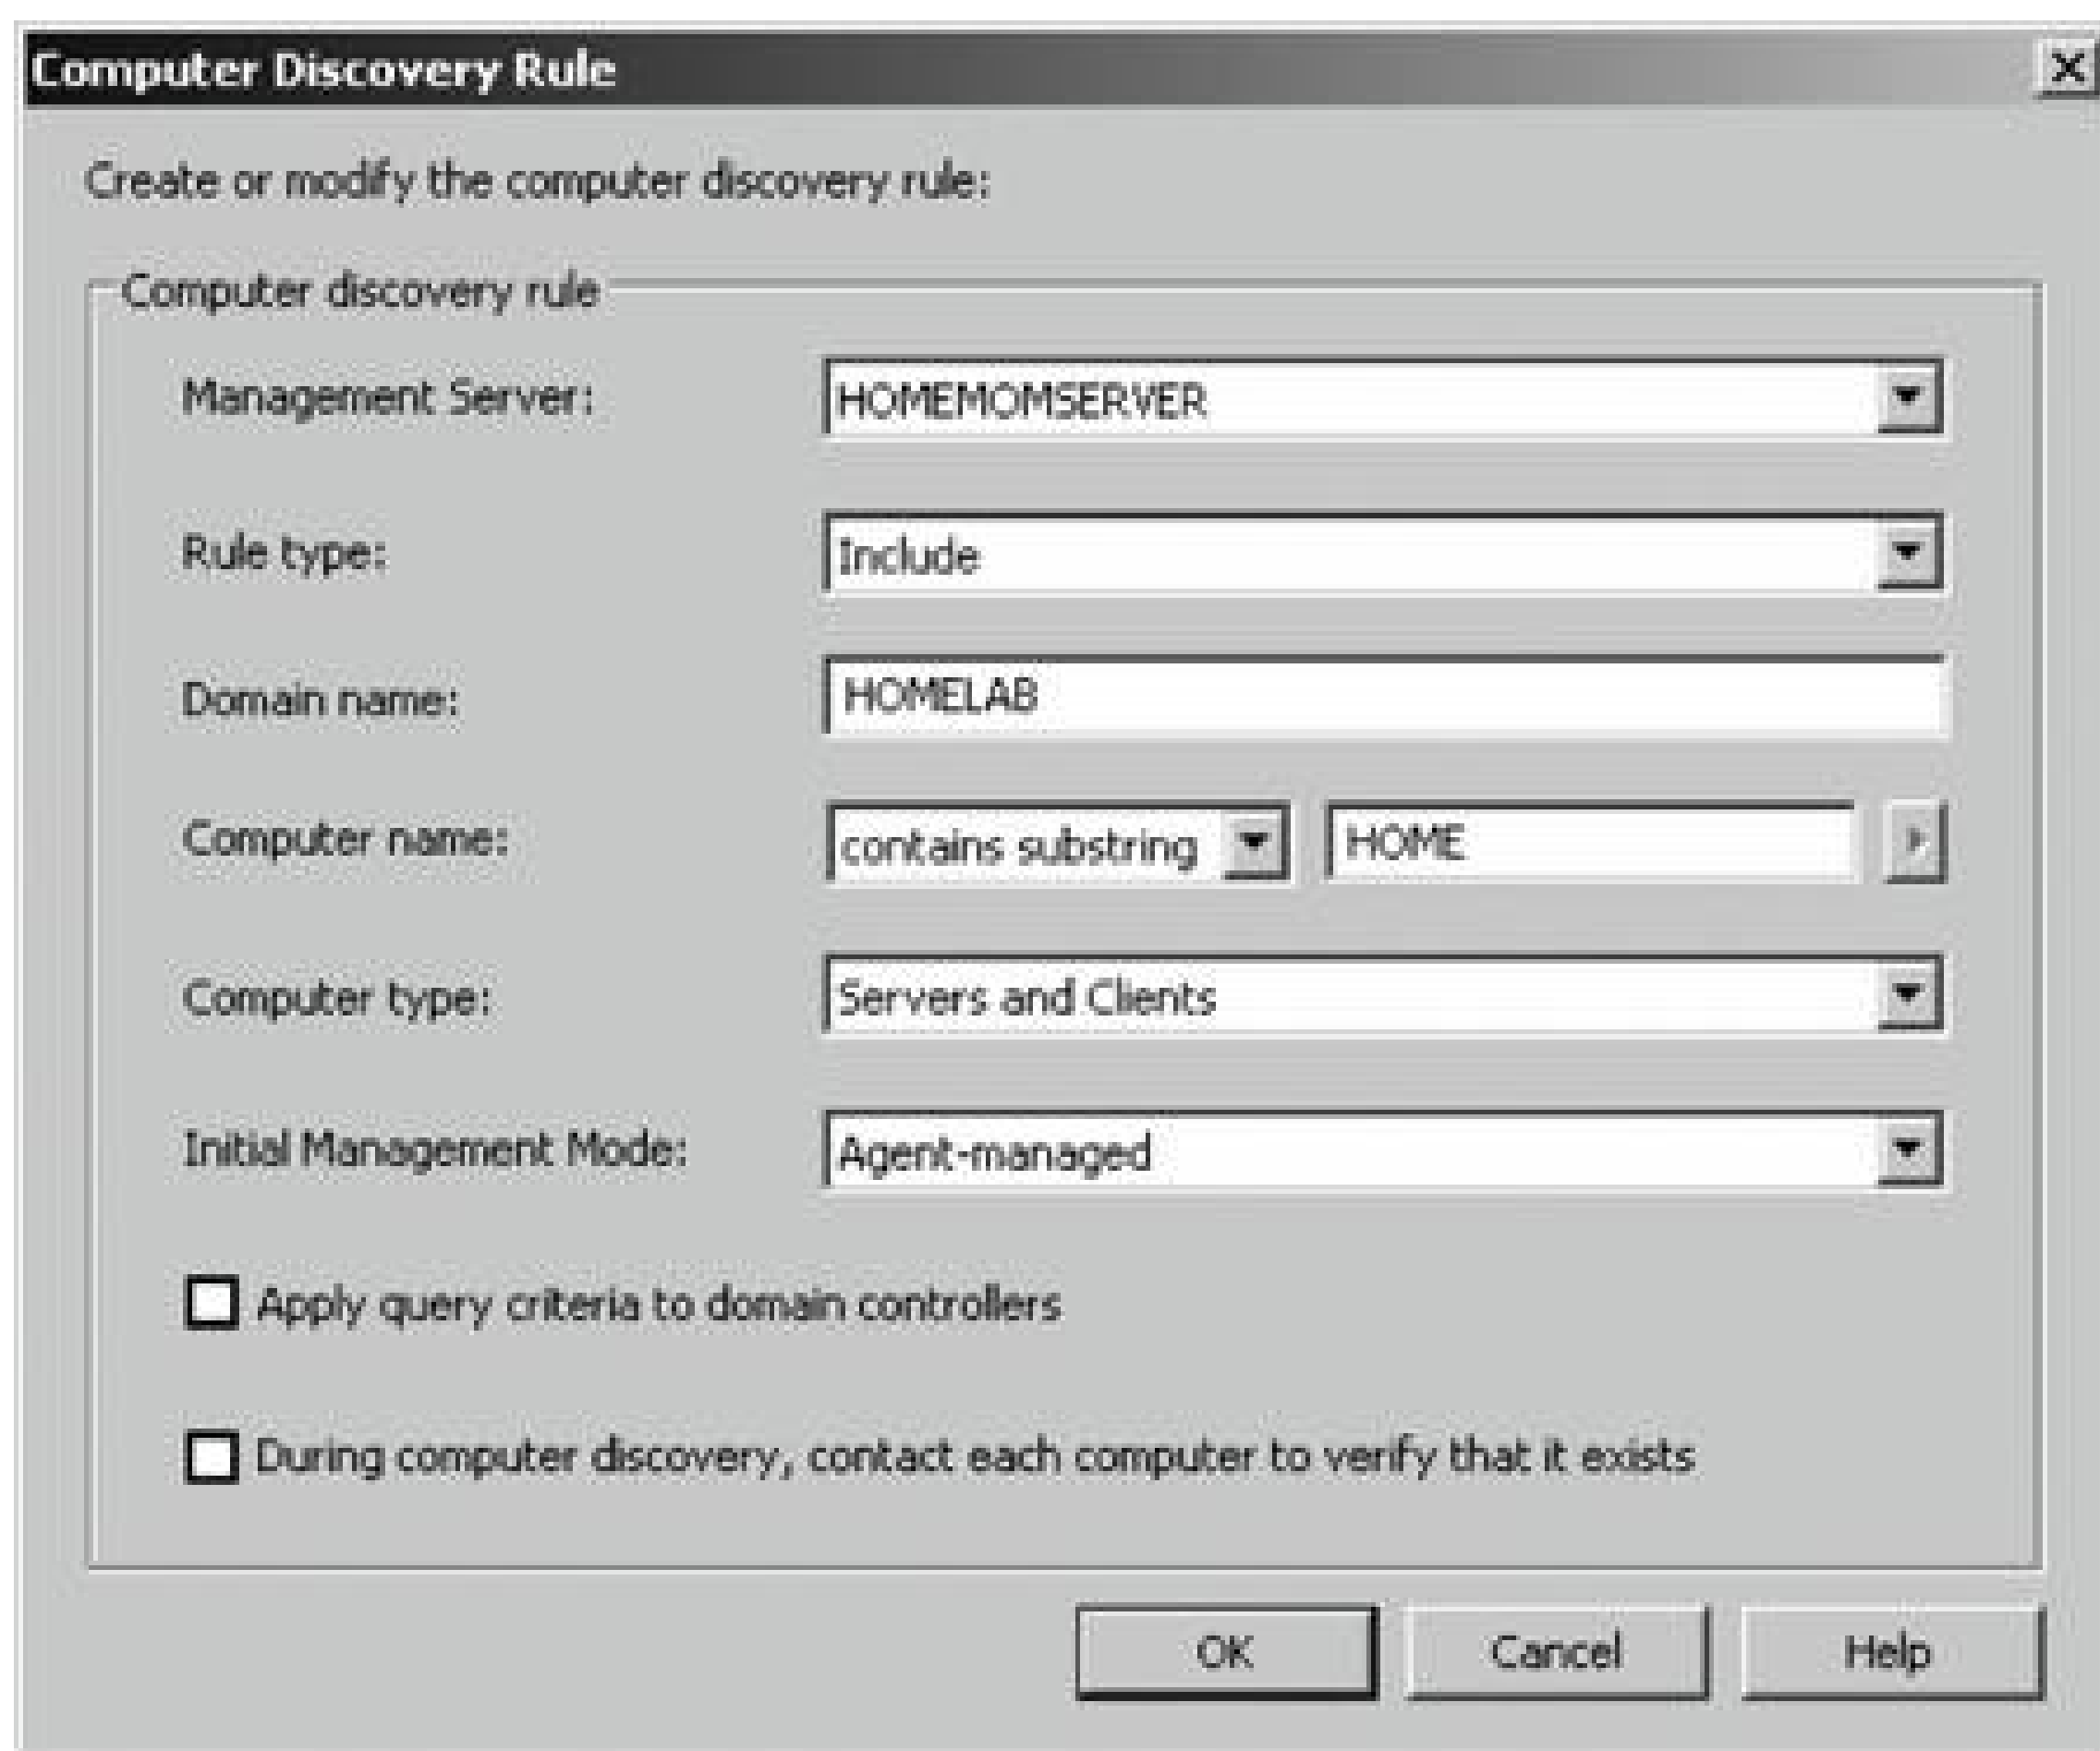 Computer Discovery Rule
Create or modify the computer discovery rule:
Computer discovery rule
Management Server: HOMEMOMSERVER
Rule type: Include
Domain name: HOMELAB
Computer name: contains substring HOME
Computer type: Servers and Clients
Initial Management Mode: Agent-managed
Apply query criteria to domain controllers
During computer discovery, contact each computer to verify that it exists
OK Cancel Help